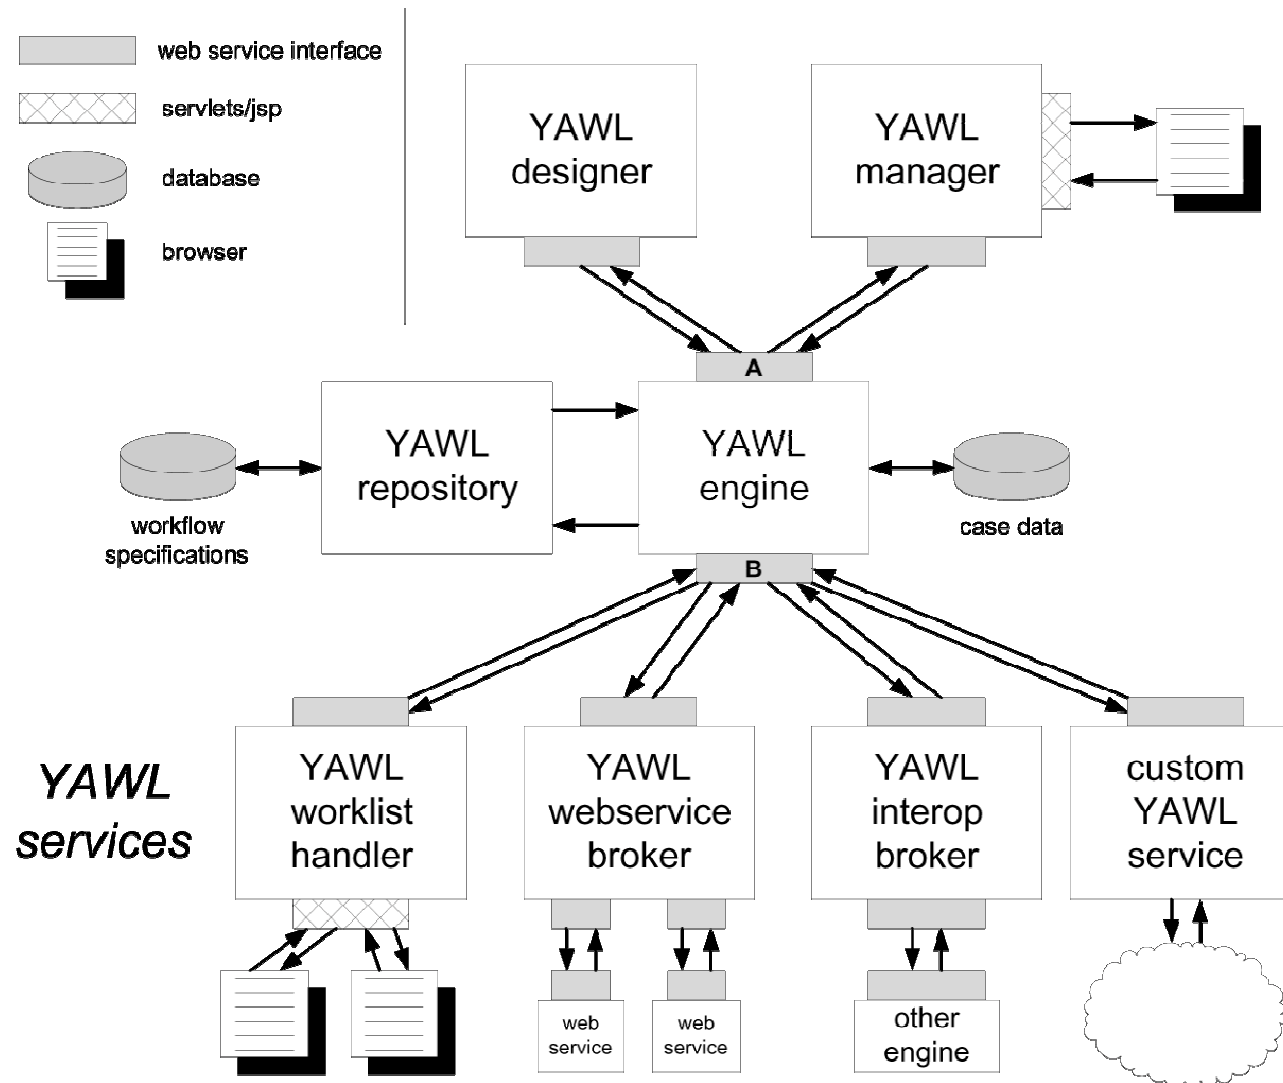 web service interface
servlets/jsp
database
browser
YAWL
designer
YAWL
manager
A
YAWL
repository
YAWL
engine
workflow
specifications
case data
B
YAWL
services
YAWL
worklist
handler
YAWL
webservice
broker
YAWL
interop
broker
custom
YAWL
service
web
service
web
service
other
engine